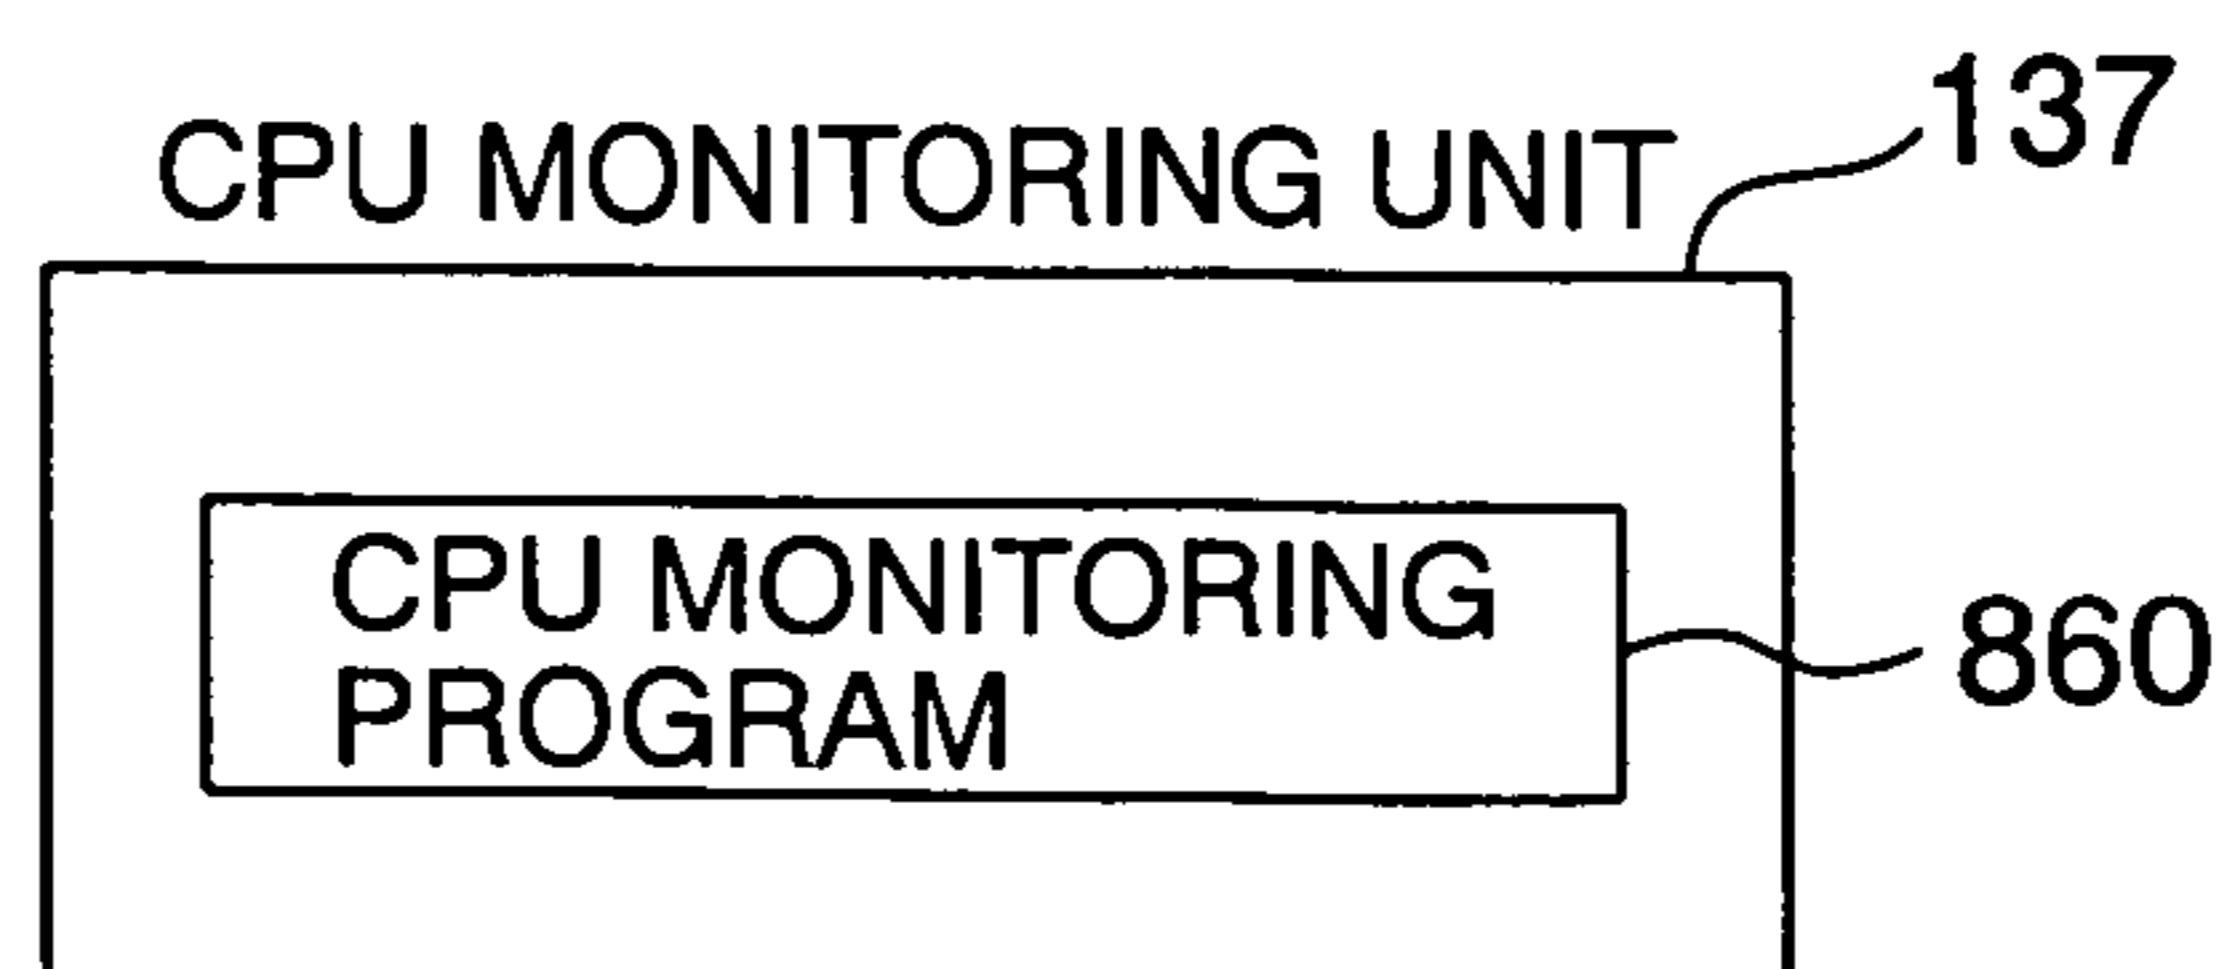 137
CPU MONITORING UNIT
CPU MONITORING
PROGRAM
860